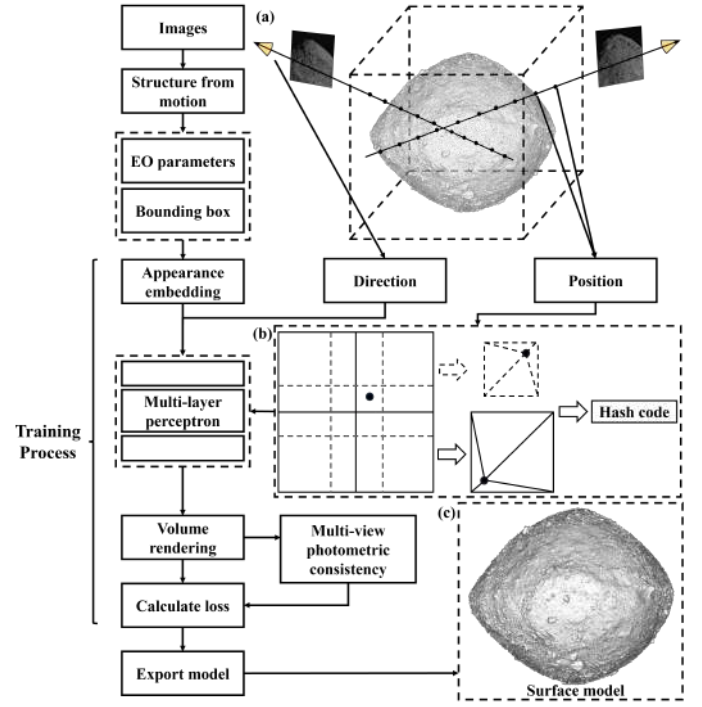 Images
(a)
Structure from
motion
EO parameters
Bounding box
Appearance
embedding
Direction
Position
(b)
Multi-layer
perceptron
Hash code
Training
Process
Volume
rendering
Multi-view
photometric
consistency
(c)
Calculate loss
Export model
Surface model